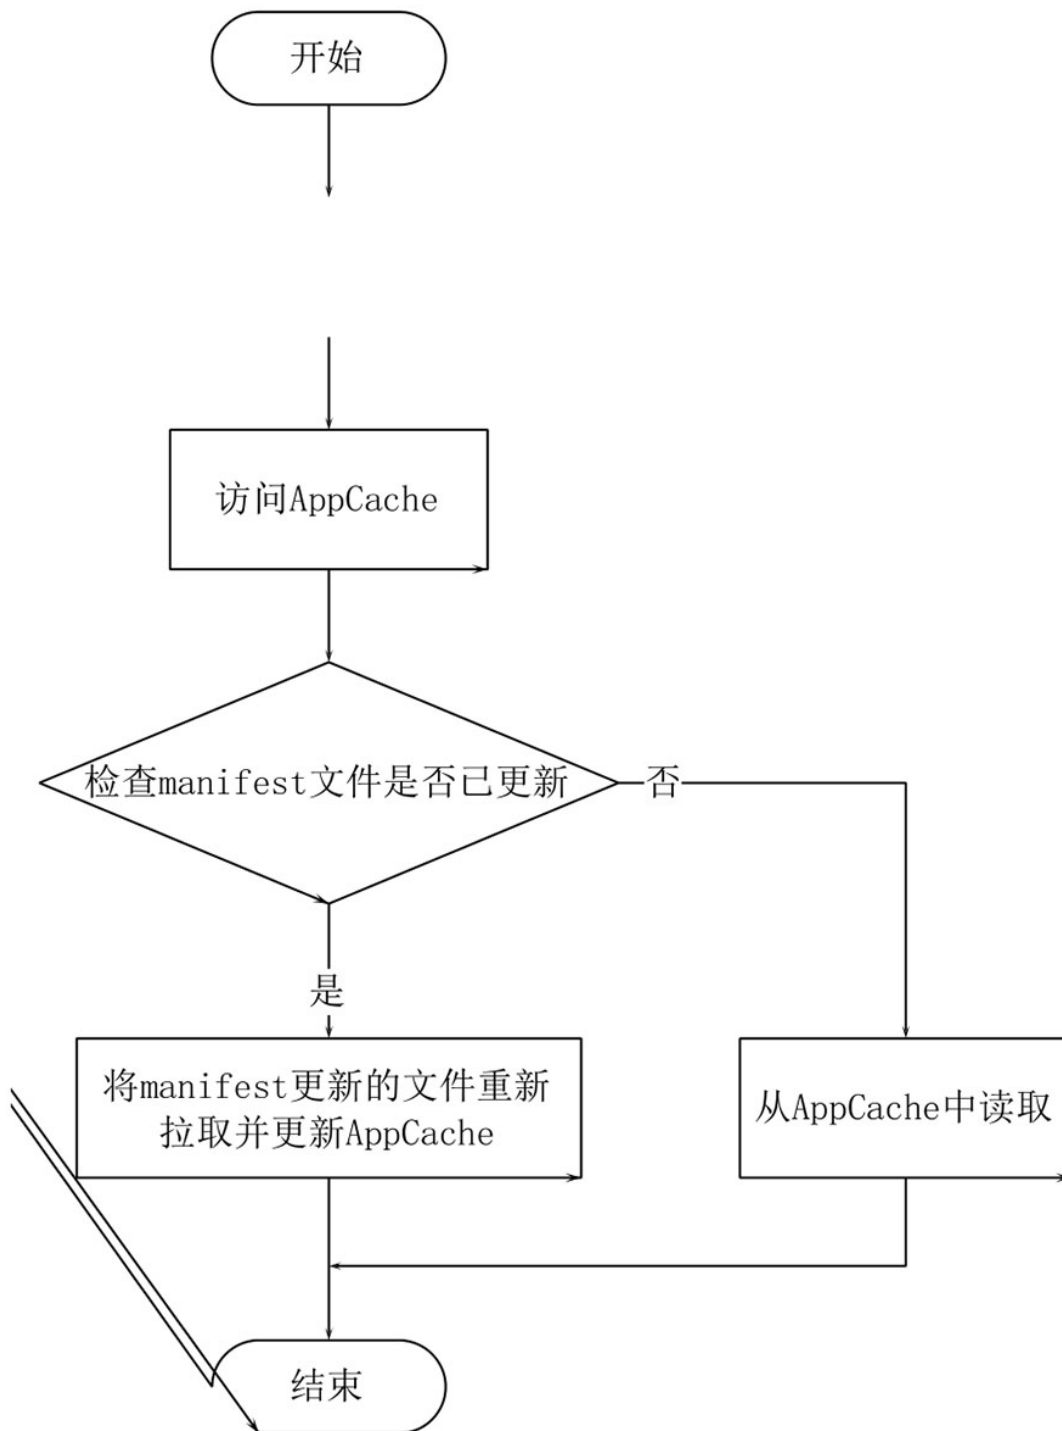 开始
访问AppCache
检查manifest文件是否已更新
否
是
将manifest更新的文件重新
拉取并更新AppCache
从AppCache中读取
结束